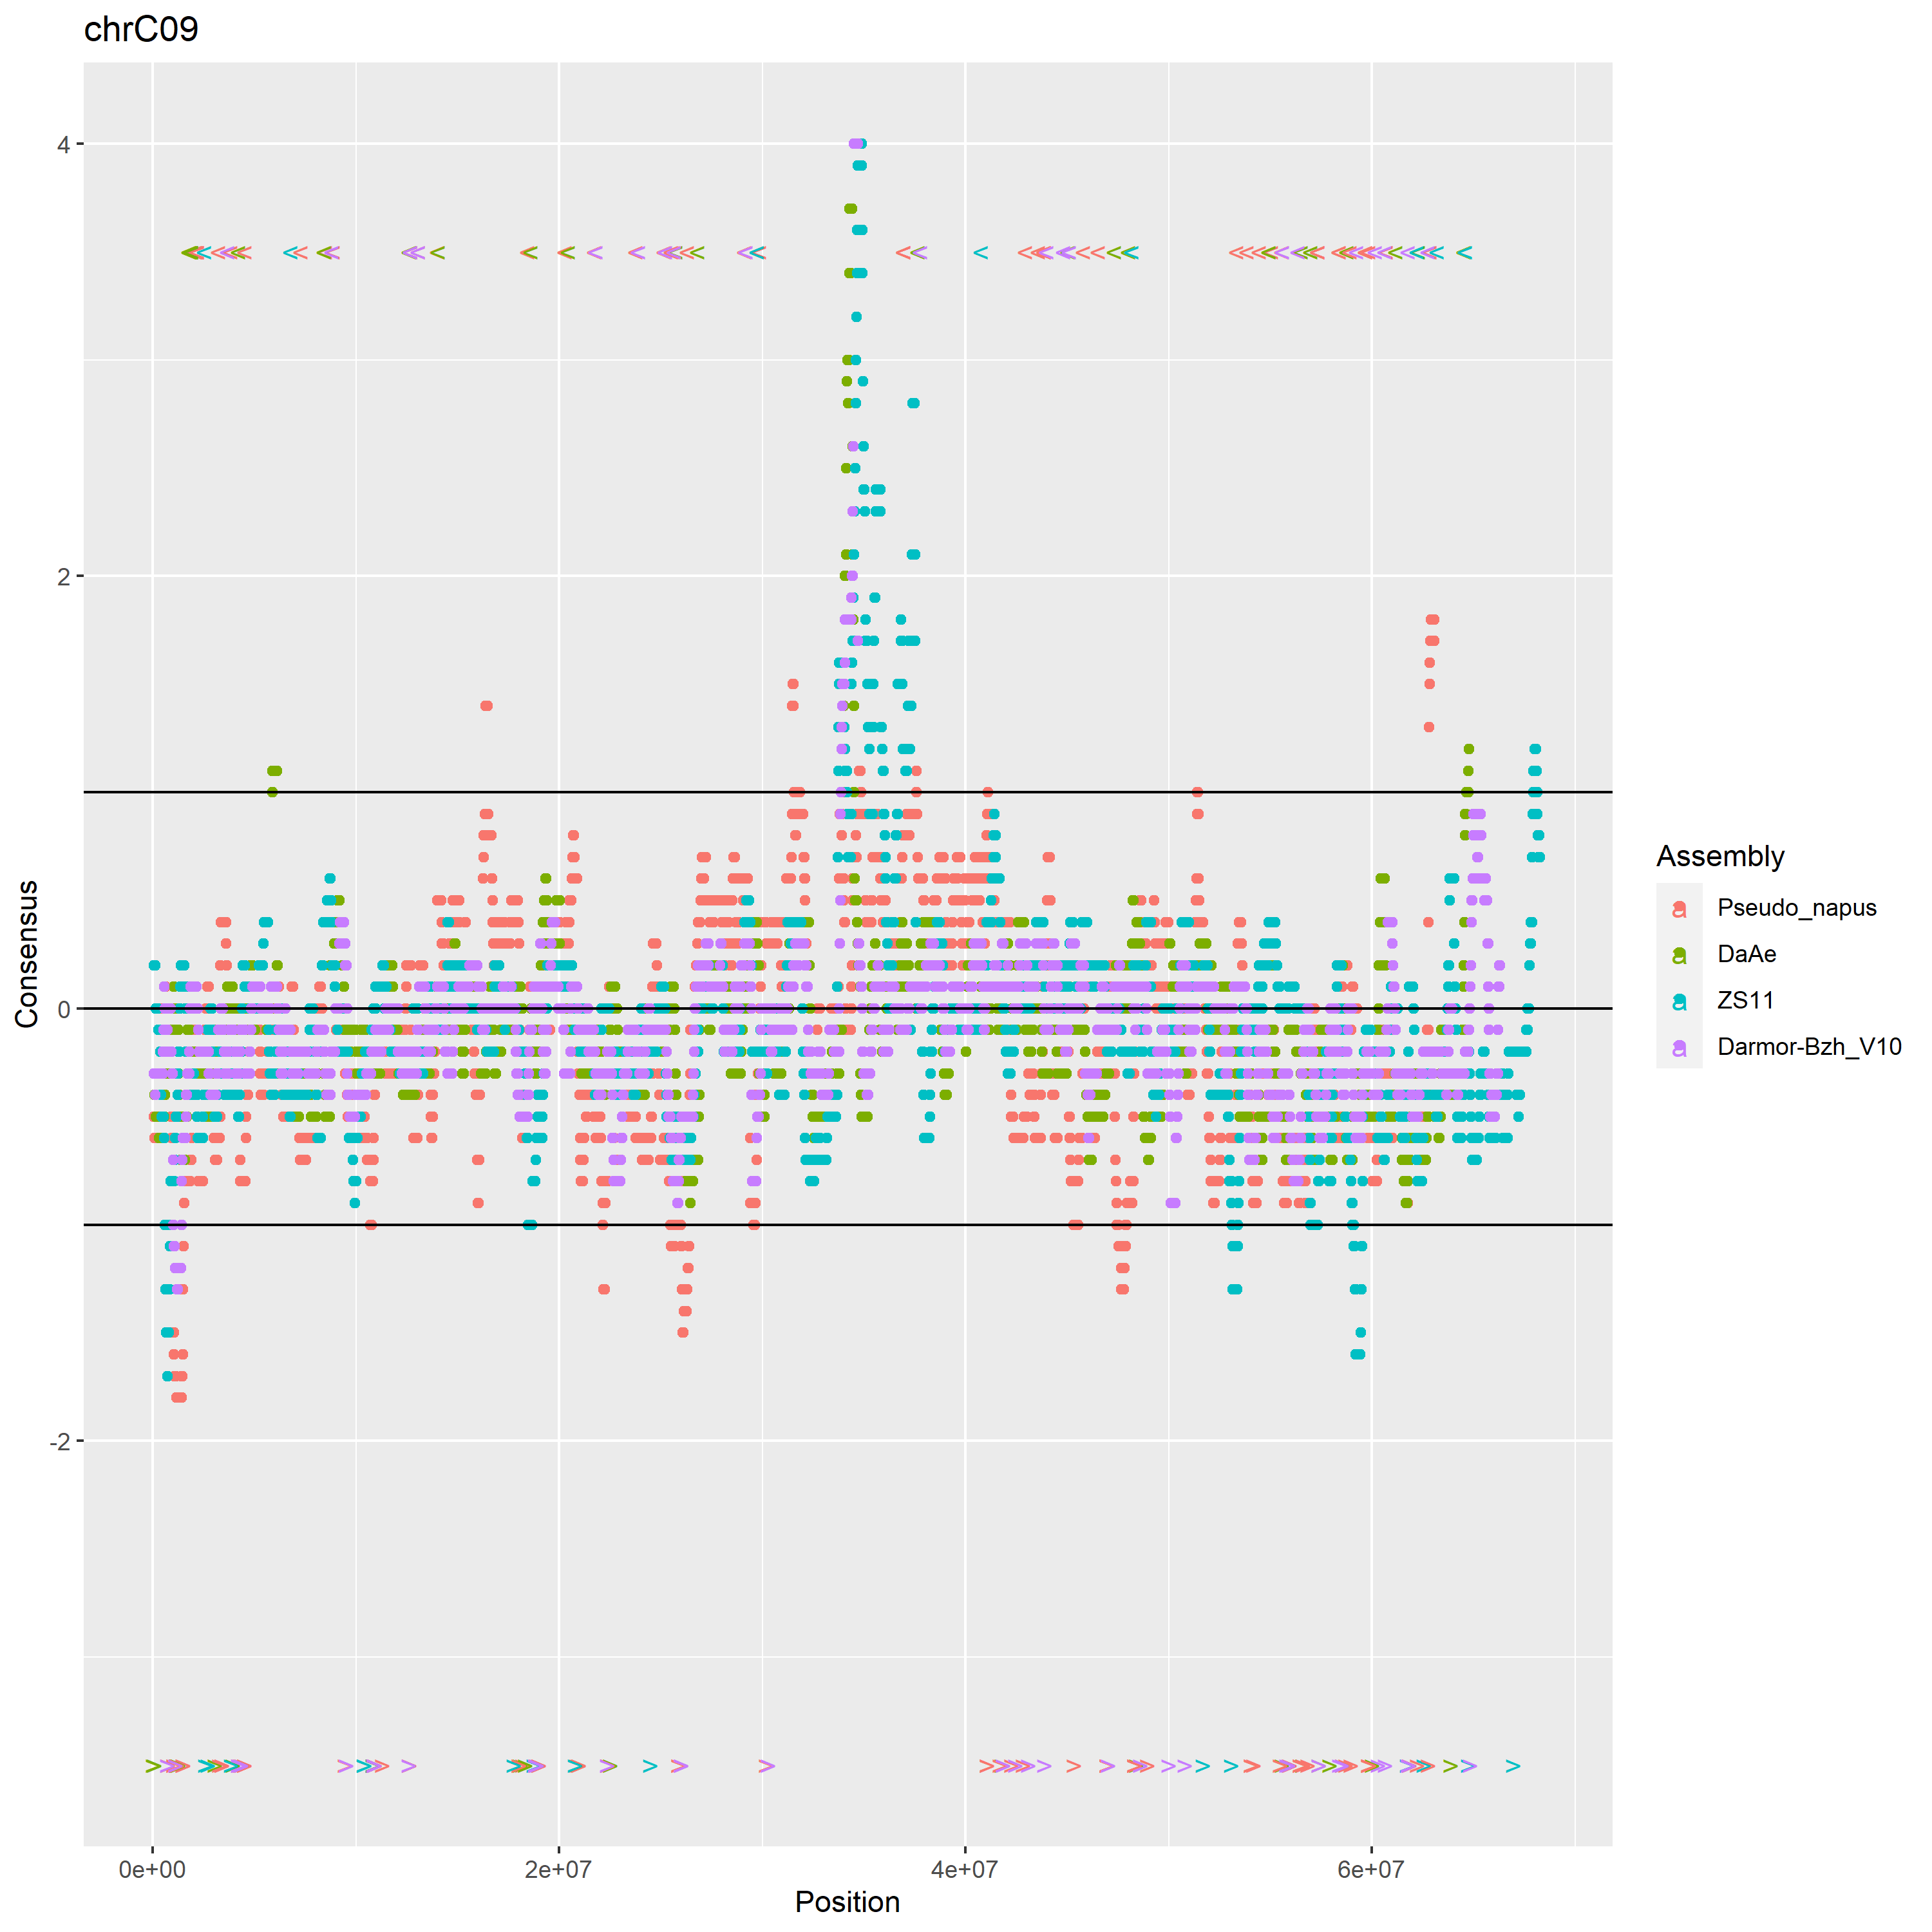 chrC09
4
2
0
-2
Consensus
0e+00
2e+07
4e+07
6e+07
Position
Assembly
a Pseudo_napus
a DaAe
a ZS11
a Darmor-Bzh_V10